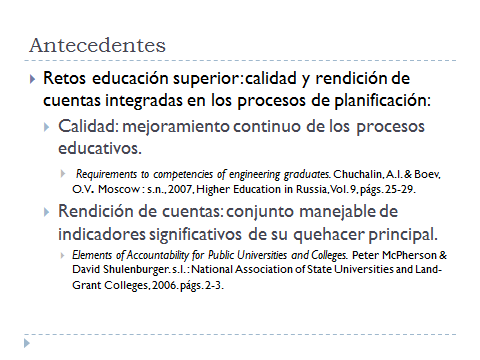 Antecedentes
Retos educación superior: calidad y rendición de
cuentas integradas en los procesos de planificación:
Calidad: mejoramiento continuo de los procesos
educativos.
Requirements to competencies of engineering graduates. Chuchalin, A.I. & Boev,
O.V. Moscow : s.n., 2007, Higher Education in Russia, Vol. 9, págs. 25-29.
Rendición de cuentas: conjunto manejable de
indicadores significativos de su quehacer principal.
Elements of Accountability for Public Universities and Colleges. Peter McPherson &
David Shulenburger. s.l. : National Association of State Universities and Land-
Grant Colleges, 2006. págs. 2-3.